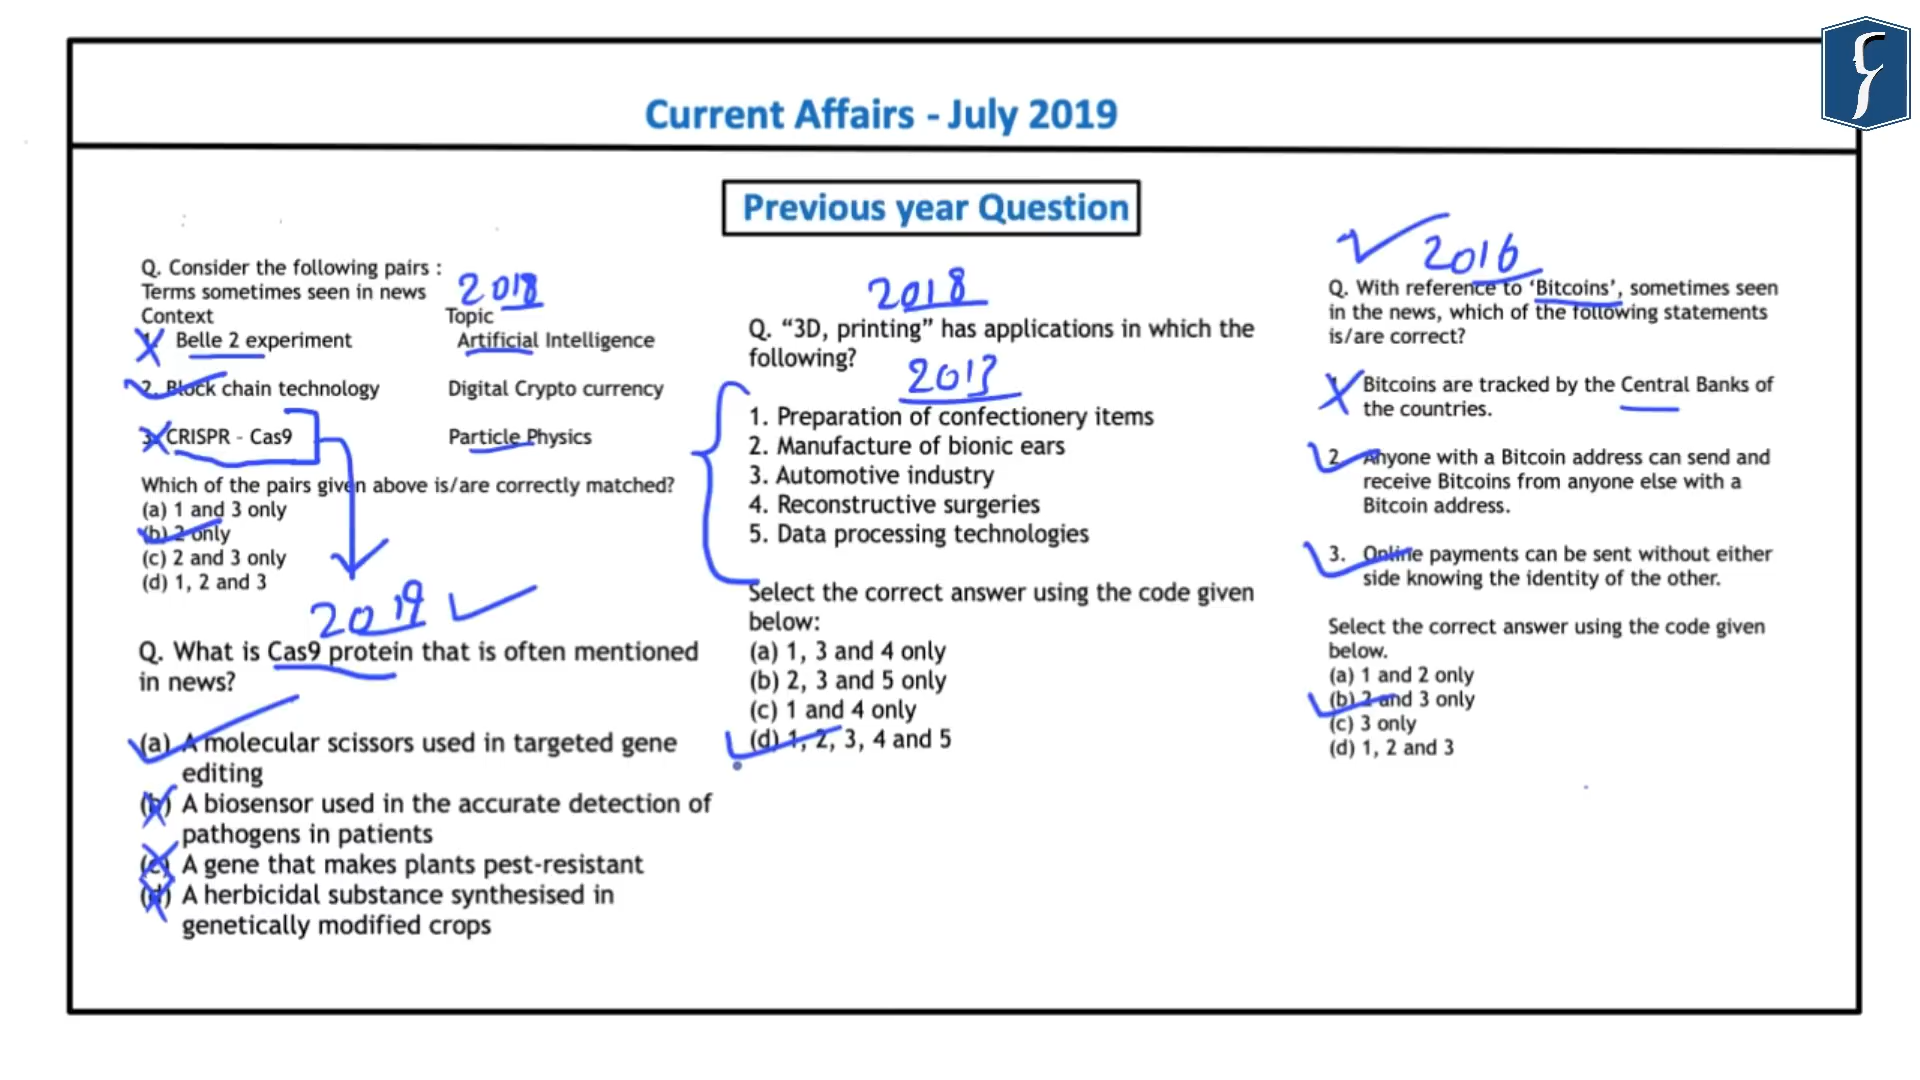 Current Affairs - July 2019
Previous year Question
Q. Consider the following pairs :
Terms sometimes seen in news
2018
Context Topic
1. Belle 2 experiment Artificial Intelligence
2. Block chain technology Digital Crypto currency
3. CRISPR - Cas9 Particle Physics
Which of the pairs given above is/are correctly matched?
(a) 1 and 3 only
(b) 2 only
(c) 2 and 3 only
(d) 1, 2 and 3
2019
Q. What is Cas9 protein that is often mentioned
in news?
(a) A molecular scissors used in targeted gene
editing
(b) A biosensor used in the accurate detection of
pathogens in patients
(c) A gene that makes plants pest-resistant
(d) A herbicidal substance synthesised in
genetically modified crops
2018
Q. “3D, printing” has applications in which the
following?
2013
1. Preparation of confectionery items
2. Manufacture of bionic ears
3. Automotive industry
4. Reconstructive surgeries
5. Data processing technologies
Select the correct answer using the code given
below:
(a) 1, 3 and 4 only
(b) 2, 3 and 5 only
(c) 1 and 4 only
(d) 1, 2, 3, 4 and 5
2016
Q. With reference to ‘Bitcoins’, sometimes seen
in the news, which of the following statements
is/are correct?
1. Bitcoins are tracked by the Central Banks of
the countries.
2. Anyone with a Bitcoin address can send and
receive Bitcoins from anyone else with a
Bitcoin address.
3. Online payments can be sent without either
side knowing the identity of the other.
Select the correct answer using the code given
below.
(a) 1 and 2 only
(b) 2 and 3 only
(c) 3 only
(d) 1, 2 and 3